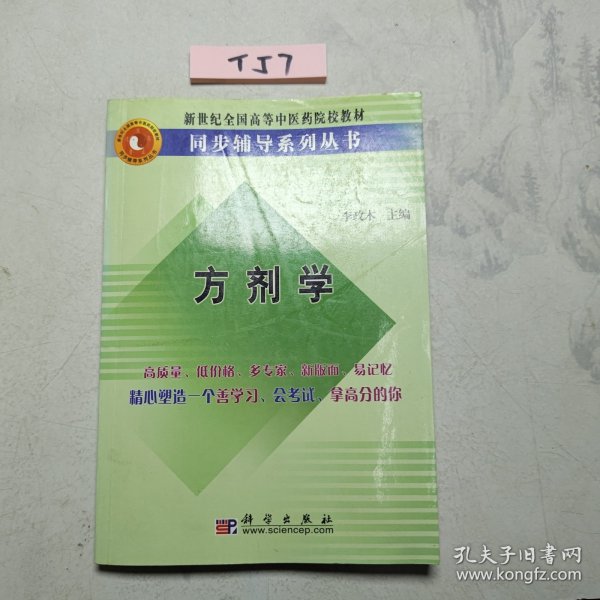 TJ7
新世纪全国高等中医药院校教材
同步辅导系列丛书
李政木 主编
方剂学
高质量、低价格、多专家、新版面、易记忆
精心塑造一个善学习、会考试、拿高分的你
科学出版社
www.sciencep.com
孔夫子旧书网
www.kongfz.com